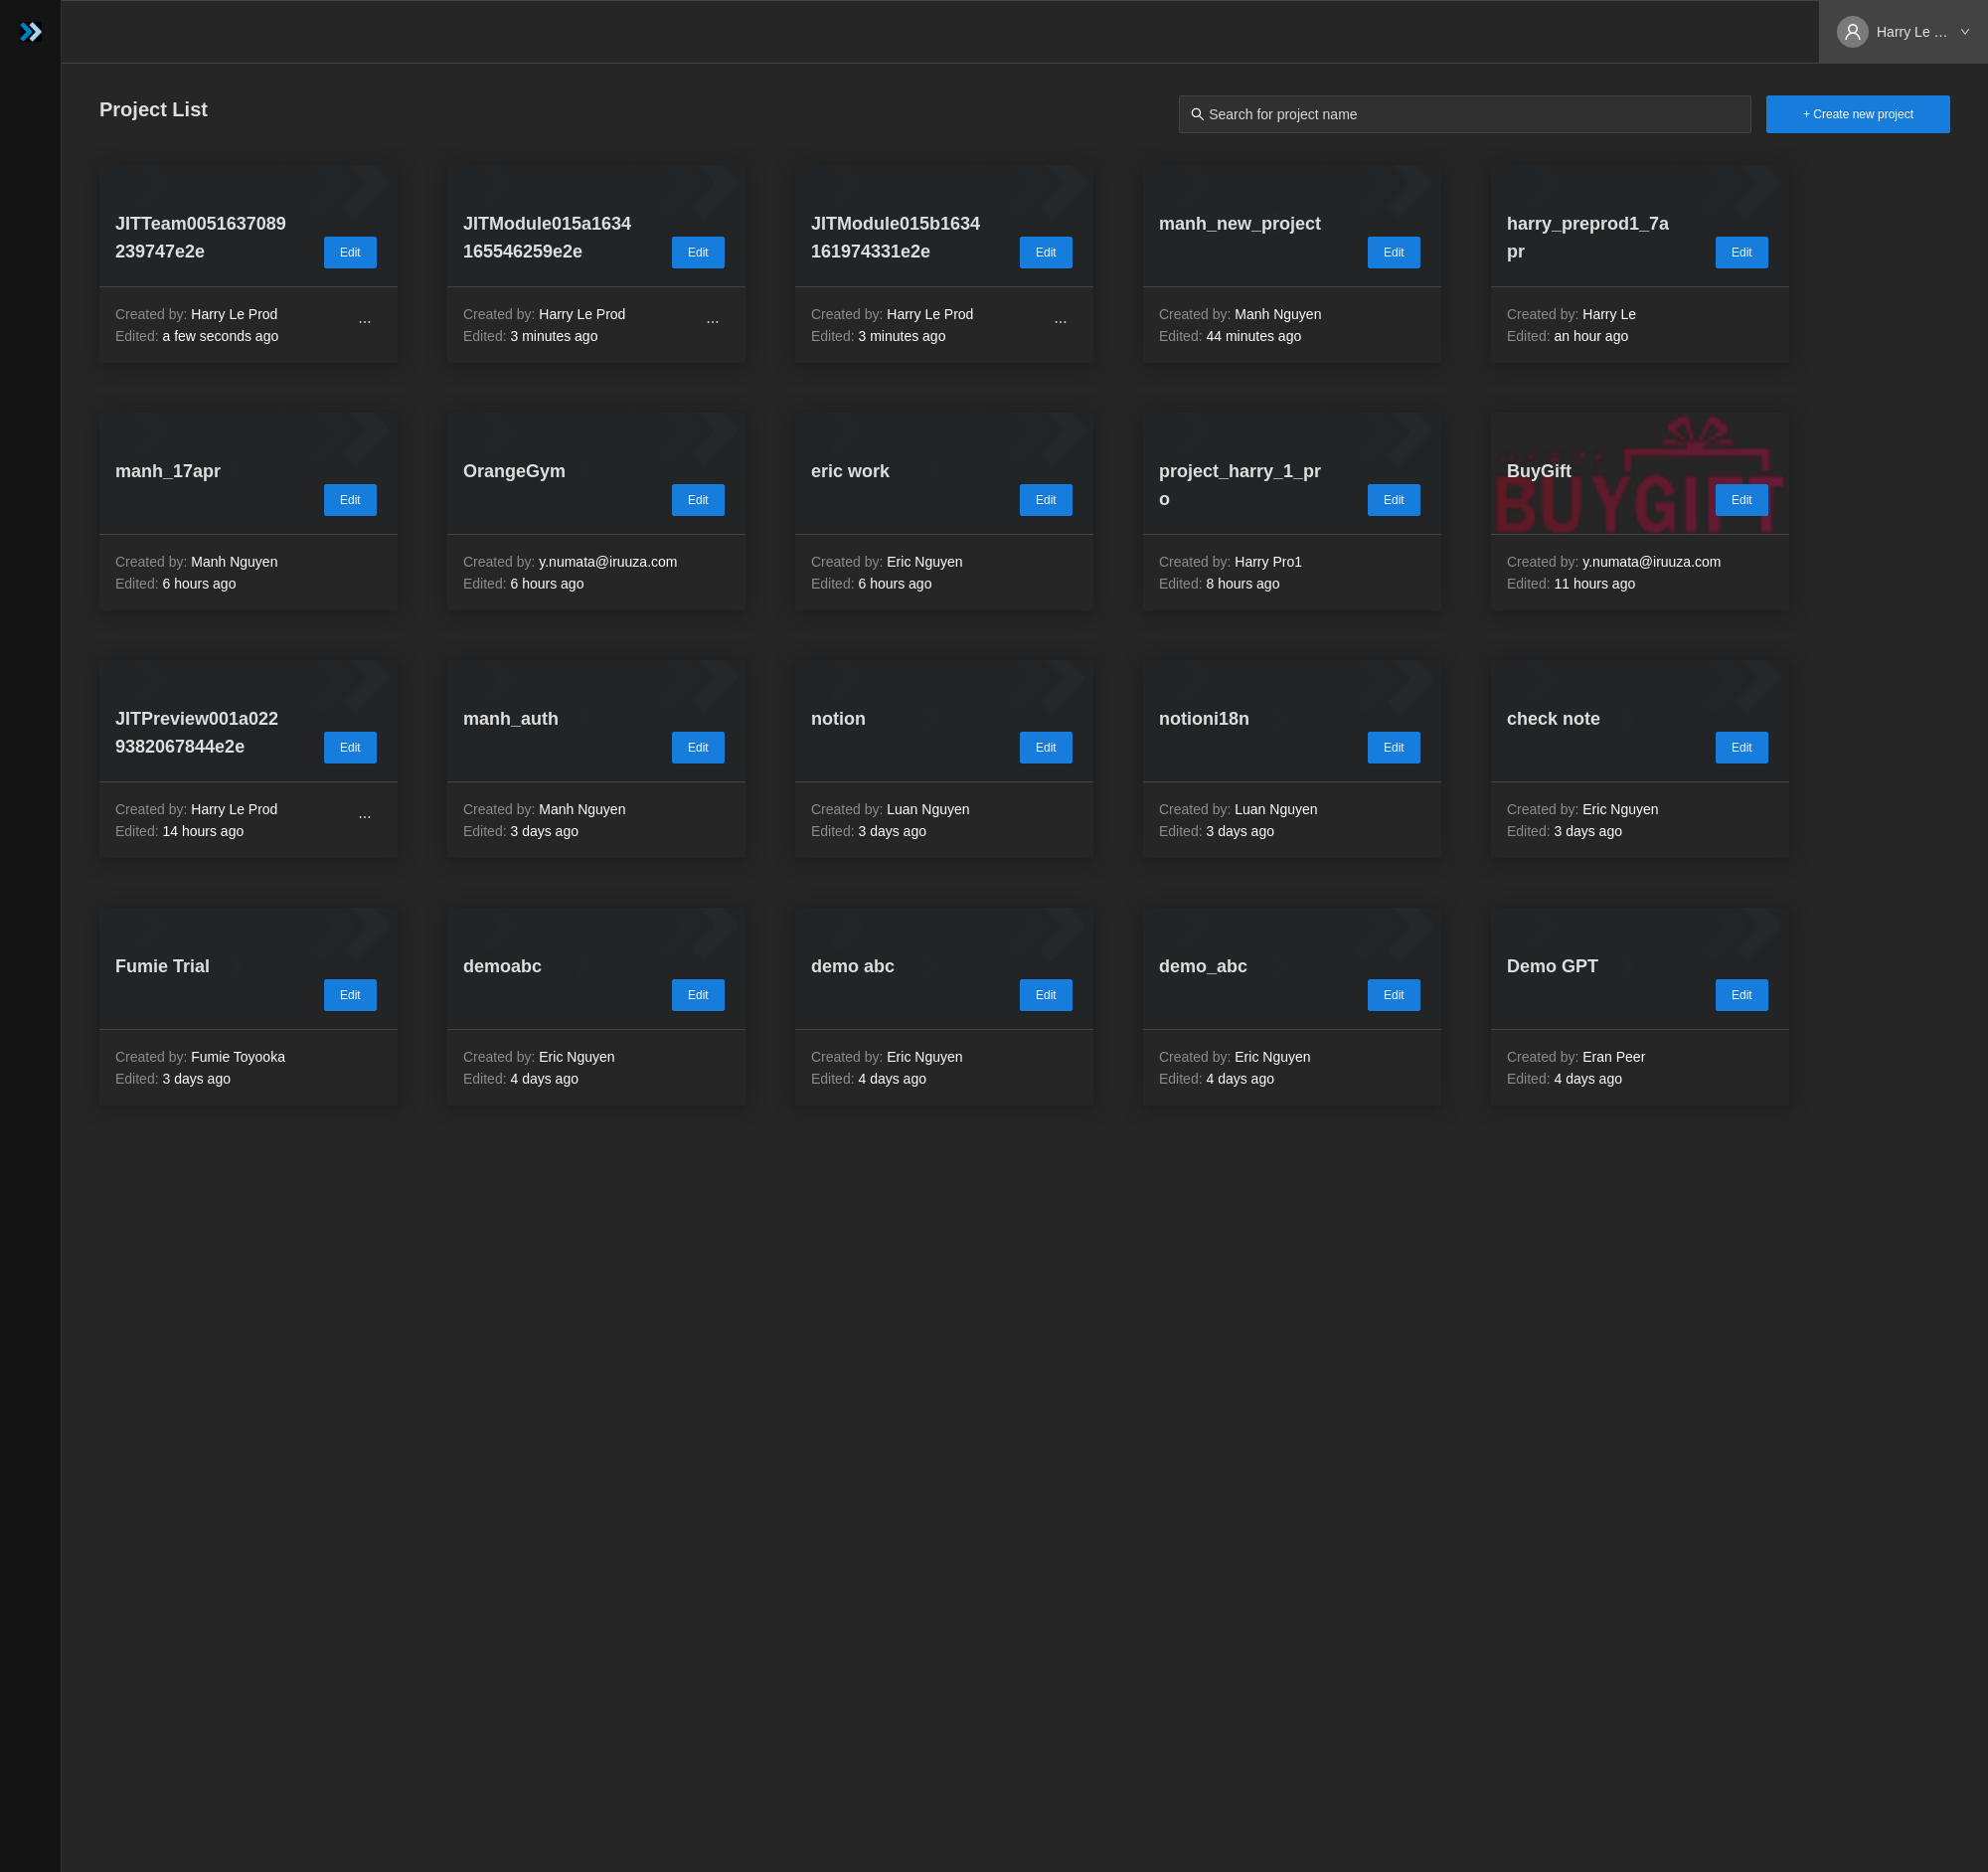 Harry Le ...
Project List
Search for project name
+ Create new project
JITTeam0051637089
239747e2e
Edit
Created by: Harry Le Prod
Edited: a few seconds ago
...
JITModule015a1634
165546259e2e
Edit
Created by: Harry Le Prod
Edited: 3 minutes ago
...
JITModule015b1634
161974331e2e
Edit
Created by: Harry Le Prod
Edited: 3 minutes ago
...
manh_new_project
Edit
Created by: Manh Nguyen
Edited: 44 minutes ago
harry_preprod1_7a
pr
Edit
Created by: Harry Le
Edited: an hour ago
manh_17apr
Edit
Created by: Manh Nguyen
Edited: 6 hours ago
OrangeGym
Edit
Created by: y.numata@iruuza.com
Edited: 6 hours ago
eric work
Edit
Created by: Eric Nguyen
Edited: 6 hours ago
project_harry_1_pr
o
Edit
Created by: Harry Pro1
Edited: 8 hours ago
BuyGift
BUYGIFT
Edit
Created by: y.numata@iruuza.com
Edited: 11 hours ago
JITPreview001a022
9382067844e2e
Edit
Created by: Harry Le Prod
Edited: 14 hours ago
...
manh_auth
Edit
Created by: Manh Nguyen
Edited: 3 days ago
notion
Edit
Created by: Luan Nguyen
Edited: 3 days ago
notioni18n
Edit
Created by: Luan Nguyen
Edited: 3 days ago
check note
Edit
Created by: Eric Nguyen
Edited: 3 days ago
Fumie Trial
Edit
Created by: Fumie Toyooka
Edited: 3 days ago
demoabc
Edit
Created by: Eric Nguyen
Edited: 4 days ago
demo abc
Edit
Created by: Eric Nguyen
Edited: 4 days ago
demo_abc
Edit
Created by: Eric Nguyen
Edited: 4 days ago
Demo GPT
Edit
Created by: Eran Peer
Edited: 4 days ago